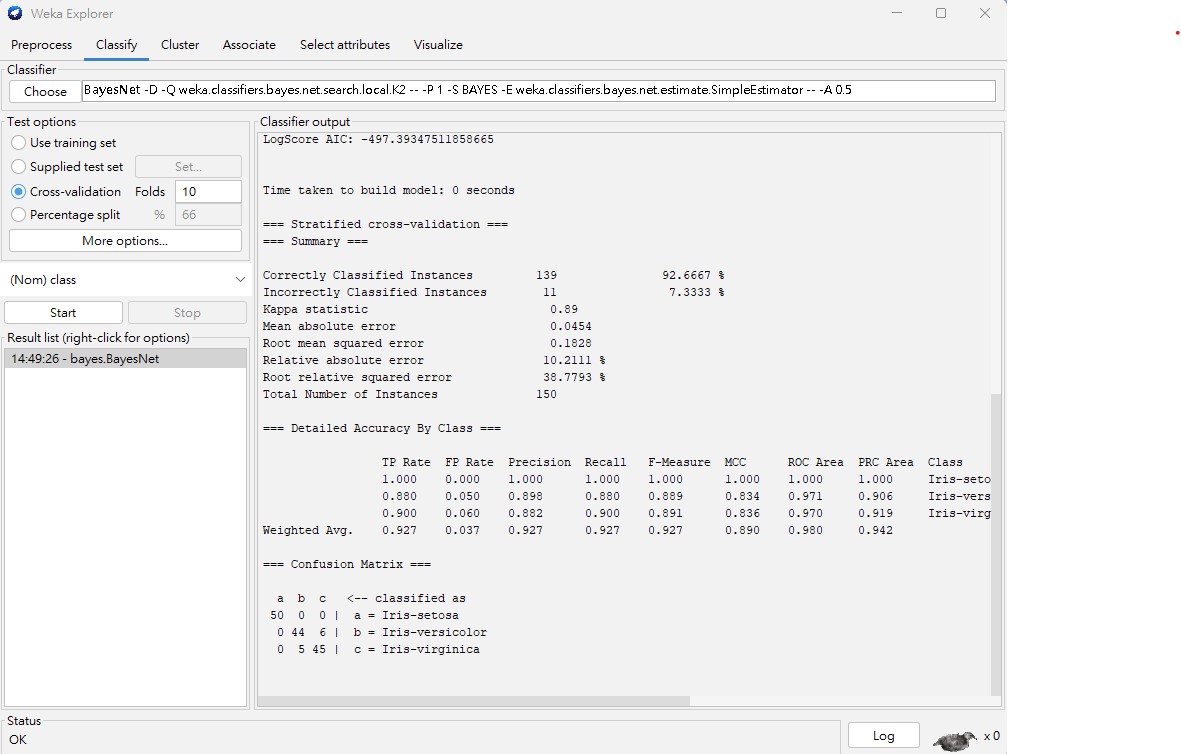 Weka Explorer
Preprocess Classify Cluster Associate Select attributes Visualize
Classifier
Choose BayesNet -D -Q weka.classifiers.bayes.net.search.local.K2 -- -P 1 -S BAYES -E weka.classifiers.bayes.net.estimate.SimpleEstimator -- -A 0.5
Test options
Use training set
Supplied test set Set...
Cross-validation Folds 10
Percentage split % 66
More options...
(Nom) class
Start Stop
Result list (right-click for options)
14:49:26 - bayes.BayesNet
Classifier output
LogScore AIC: -497.39347511858665
Time taken to build model: 0 seconds
=== Stratified cross-validation ===
=== Summary ===
Correctly Classified Instances 139 92.6667 %
Incorrectly Classified Instances 11 7.3333 %
Kappa statistic 0.89
Mean absolute error 0.0454
Root mean squared error 0.1828
Relative absolute error 10.2111 %
Root relative squared error 38.7793 %
Total Number of Instances 150
=== Detailed Accuracy By Class ===
TP Rate FP Rate Precision Recall F-Measure MCC ROC Area PRC Area Class
1.000 0.000 1.000 1.000 1.000 1.000 1.000 1.000 Iris-seto
0.880 0.050 0.898 0.880 0.889 0.834 0.971 0.906 Iris-vers
0.900 0.060 0.882 0.900 0.891 0.836 0.970 0.919 Iris-virg
Weighted Avg. 0.927 0.037 0.927 0.927 0.927 0.890 0.980 0.942
=== Confusion Matrix ===
a b c <-- classified as
50 0 0 | a = Iris-setosa
0 44 6 | b = Iris-versicolor
0 5 45 | c = Iris-virginica
Status
OK
Log x 0